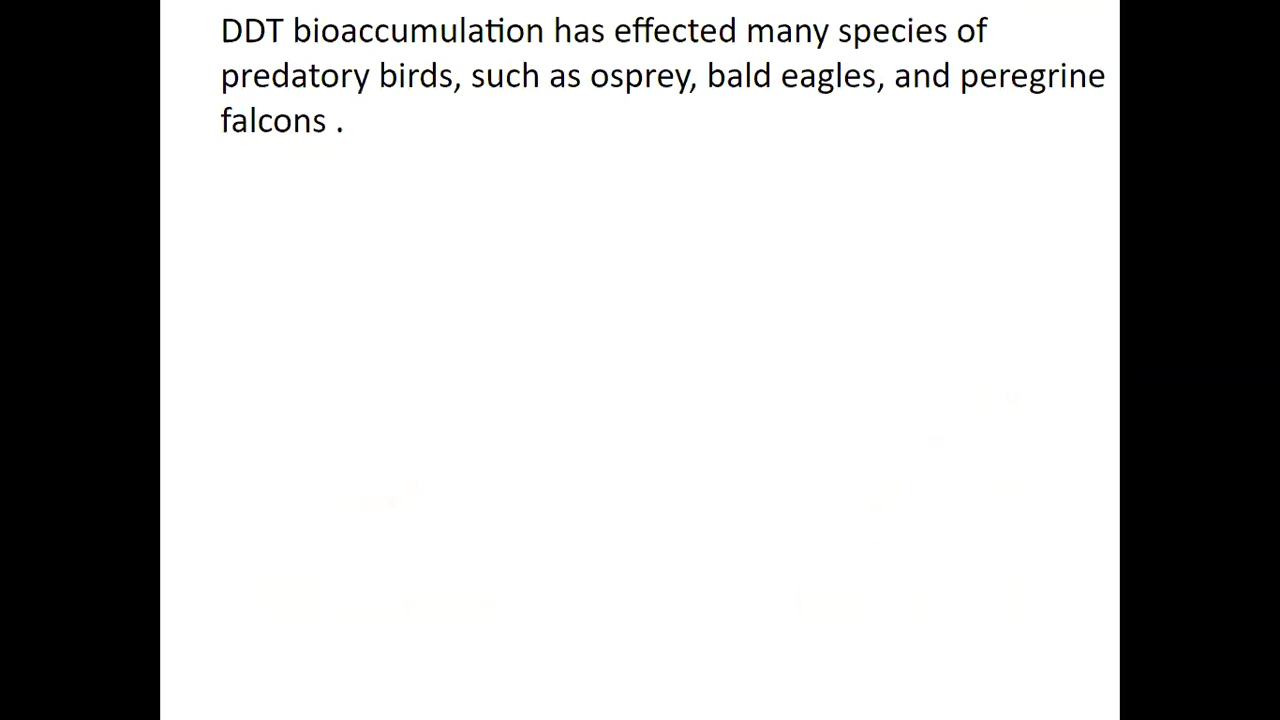 DDT bioaccumulation has effected many species of
predatory birds, such as osprey, bald eagles, and peregrine
falcons .